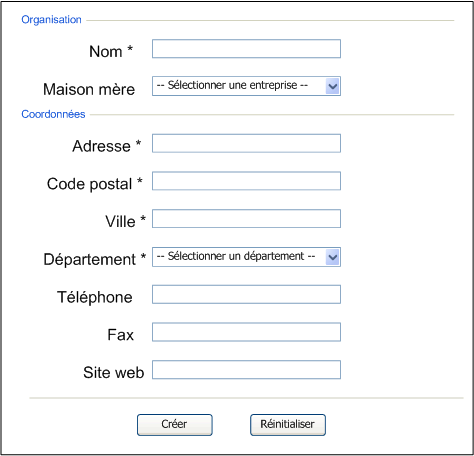 Organisation
Nom *
Maison mère -- Sélectionner une entreprise --
Coordonnées
Adresse *
Code postal *
Ville *
Département * -- Sélectionner un département --
Téléphone
Fax
Site web
Créer Réinitialiser